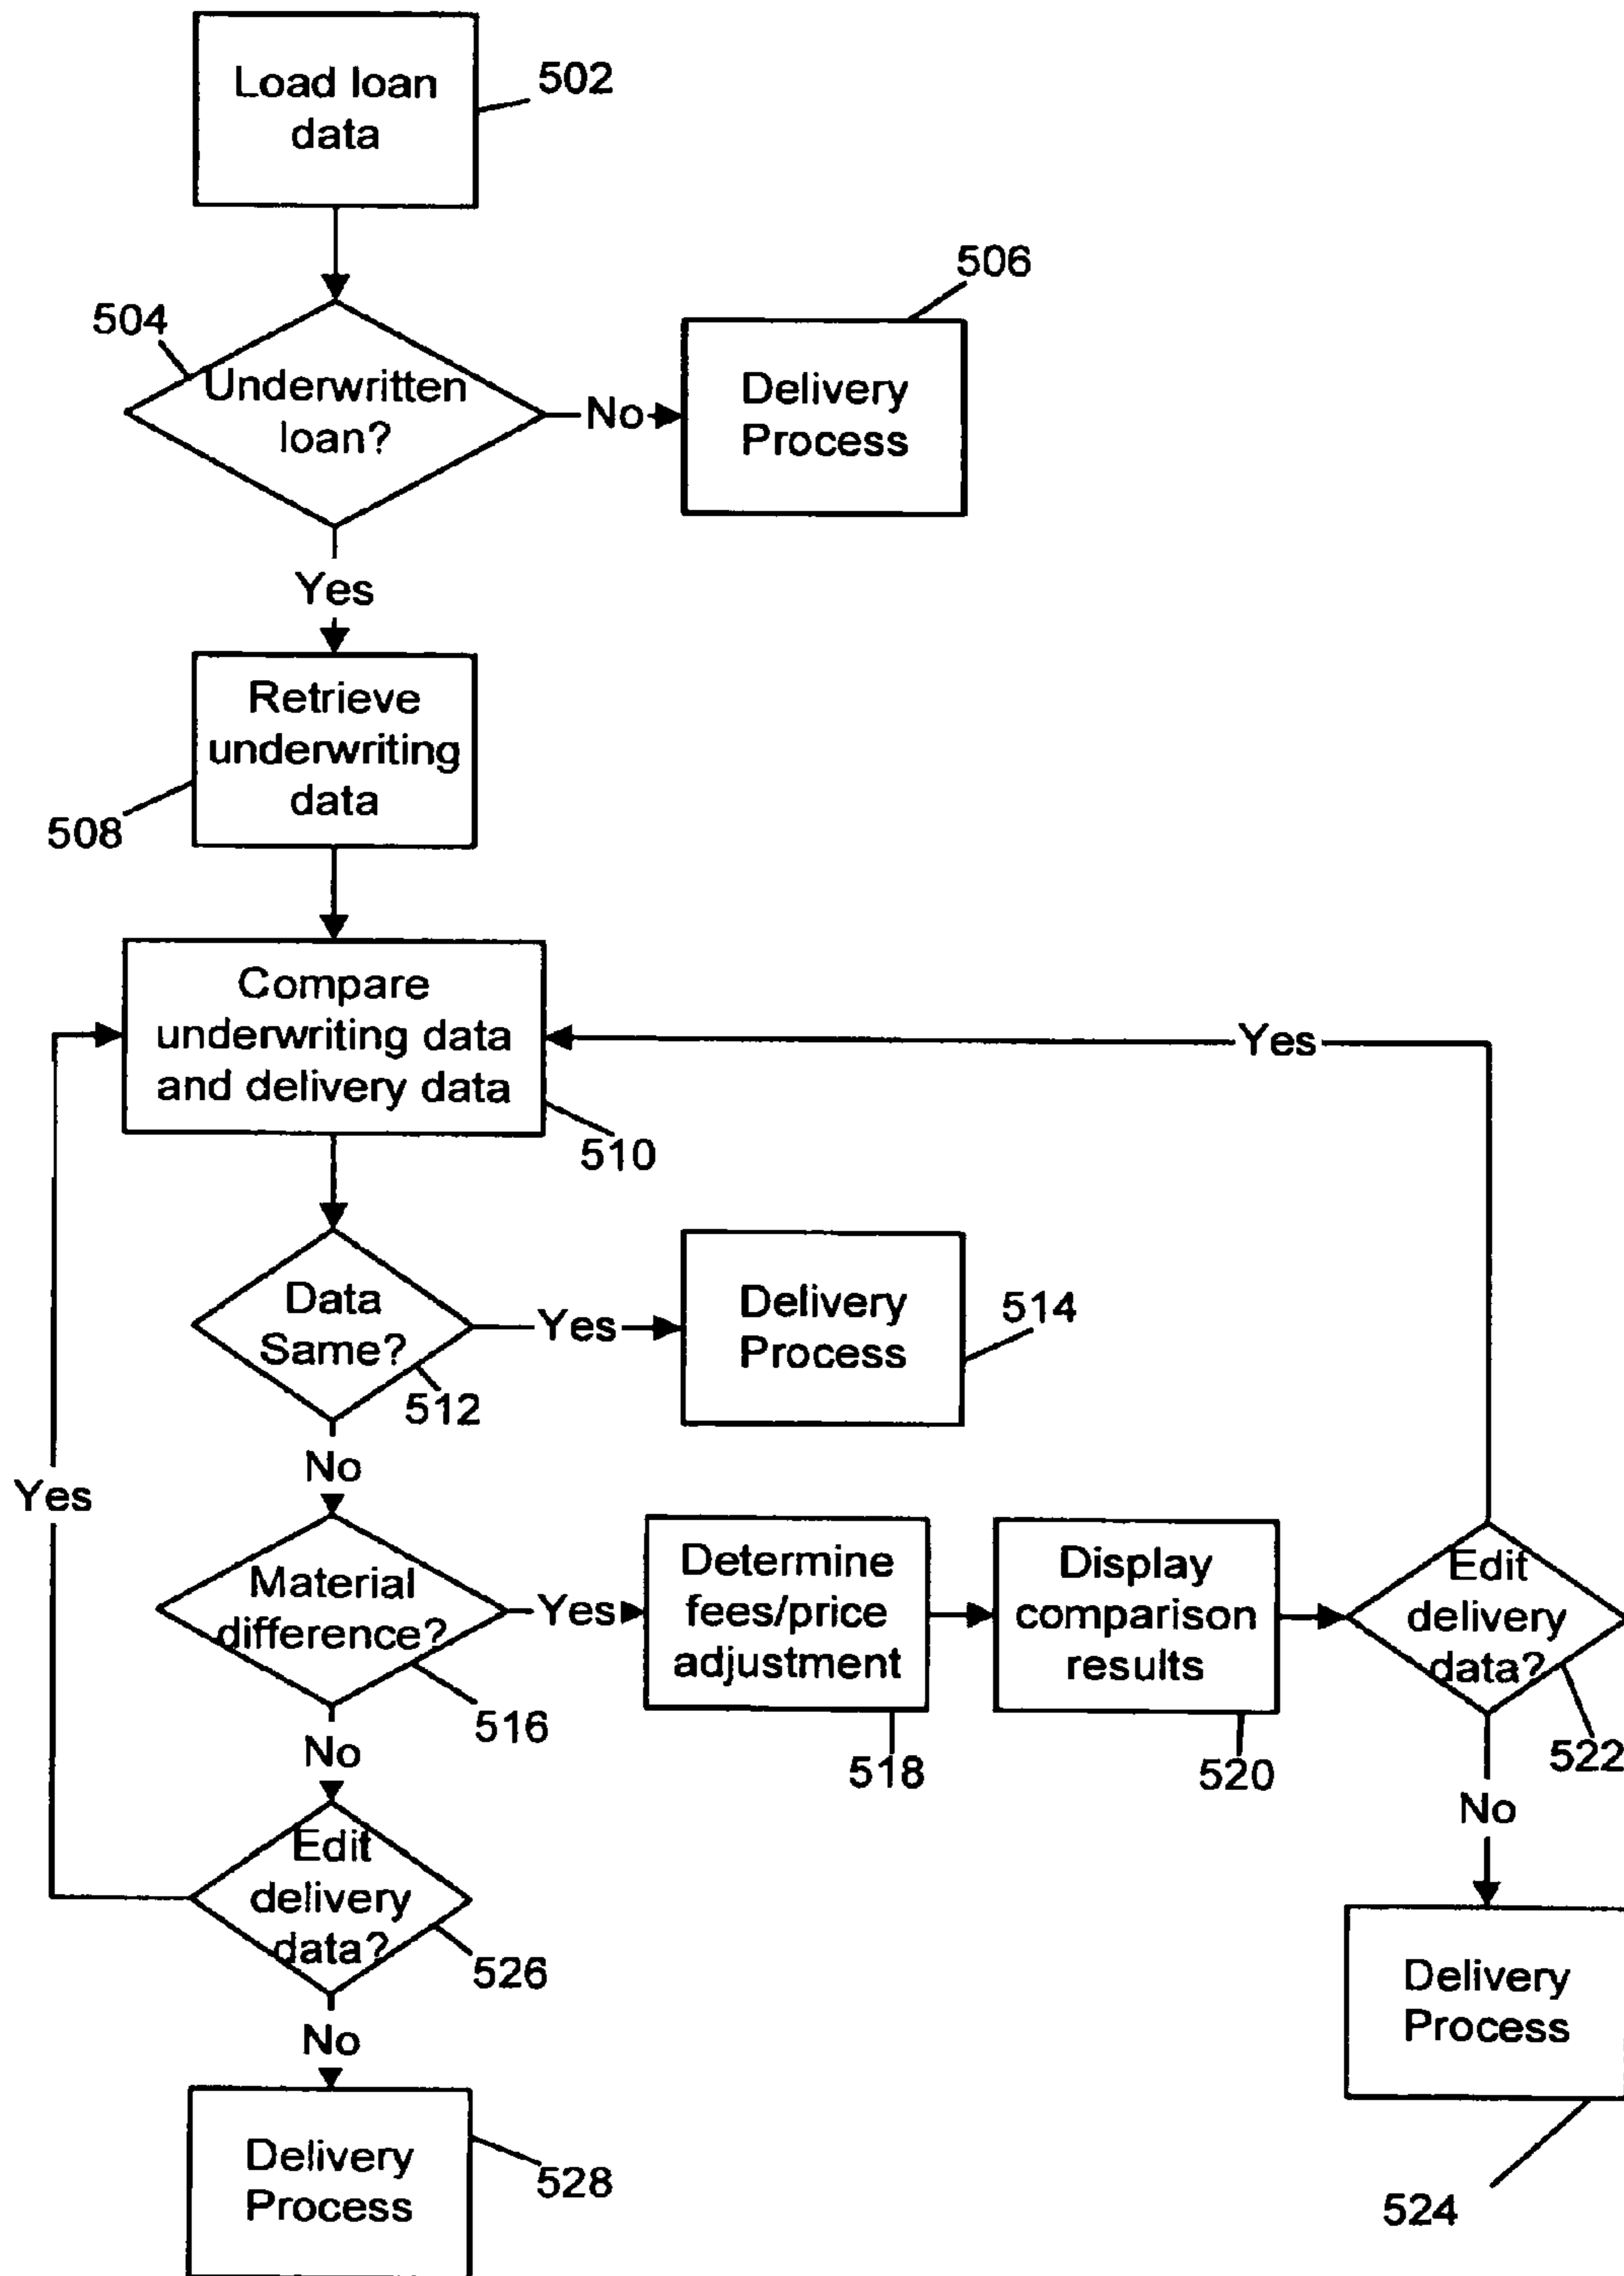 Load loan
data
502
504
Underwritten
loan?
No
506
Delivery
Process
Yes
Retrieve
underwriting
data
508
Compare
underwriting data
and delivery data
510
Yes
Data
Same?
512
Yes
Delivery
Process
514
No
Yes
Material
difference?
516
Yes
Determine
fees/price
adjustment
518
Display
comparison
results
520
Edit
delivery
data?
522
No
Delivery
Process
524
No
Edit
delivery
data?
526
No
Delivery
Process
528